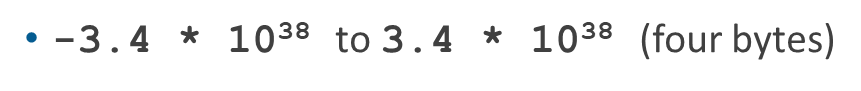 • -3.4 * 10³⁸ to 3.4 * 10³⁸ (four bytes)